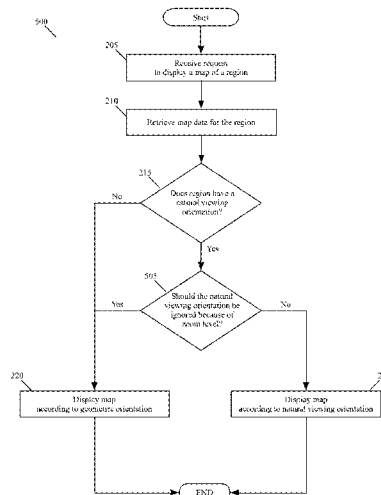 500
Start
205
Receive request
to display a map of a region
210
Retrieve map data for the region
215
Does region have a
natural viewing
orientation?
No
Yes
505
Should the natural
viewing orientation be
ignored because of
zoom level?
Yes
No
220
Display map
according to geometric orientation
2
Display map
according to natural viewing orientation
END